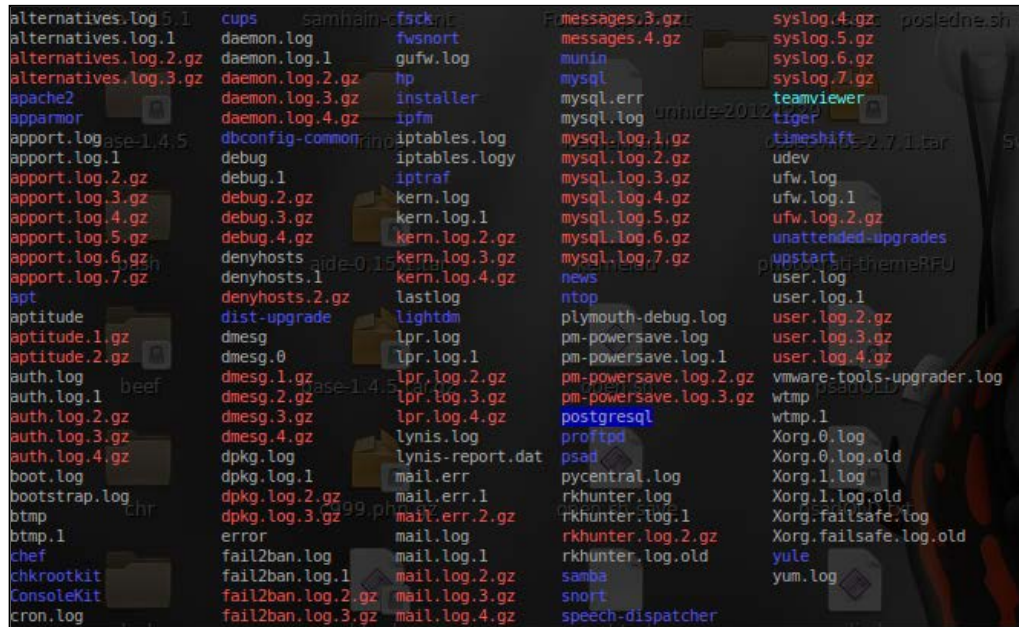 alternatives.log cups fsck messages.3.gz syslog.4.gz posledne.sh
alternatives.log.1 daemon.log fwsnort messages.4.gz syslog.5.gz
alternatives.log.2.gz daemon.log.1 gufw.log munin syslog.6.gz
alternatives.log.3.gz daemon.log.2.gz hp mysql syslog.7.gz
apache2 daemon.log.3.gz installer mysql.err teamviewer
apparmor daemon.log.4.gz ipfm mysql.log tiger
apport.log dbconfig-common iptables.log mysql.log.1.gz timeshift
apport.log.1 debug iptables.logy mysql.log.2.gz udev
apport.log.2.gz debug.1 iptraf mysql.log.3.gz ufw.log
apport.log.3.gz debug.2.gz kern.log mysql.log.4.gz ufw.log.1
apport.log.4.gz debug.3.gz kern.log.1 mysql.log.5.gz ufw.log.2.gz
apport.log.5.gz debug.4.gz kern.log.2.gz mysql.log.6.gz unattended-upgrades
apport.log.6.gz denyhosts kern.log.3.gz mysql.log.7.gz upstart
apport.log.7.gz denyhosts.1 kern.log.4.gz news user.log
apt denyhosts.2.gz lastlog ntop user.log.1
aptitude dist-upgrade lightdm plymouth-debug.log user.log.2.gz
aptitude.1.gz dmesg lpr.log pm-powersave.log user.log.3.gz
aptitude.2.gz dmesg.0 lpr.log.1 pm-powersave.log.1 user.log.4.gz
auth.log dmesg.1.gz lpr.log.2.gz pm-powersave.log.2.gz vmware-tools-upgrader.log
auth.log.1 dmesg.2.gz lpr.log.3.gz pm-powersave.log.3.gz wtmp
auth.log.2.gz dmesg.3.gz lpr.log.4.gz postgresql wtmp.1
auth.log.3.gz dmesg.4.gz lynis.log proftpd Xorg.0.log
auth.log.4.gz dpkg.log lynis-report.dat psad Xorg.0.log.old
boot.log dpkg.log.1 mail.err pycentral.log Xorg.1.log
bootstrap.log dpkg.log.2.gz mail.err.1 rkhunter.log Xorg.1.log.old
btmp dpkg.log.3.gz mail.err.2.gz rkhunter.log.1 Xorg.failsafe.log
btmp.1 error mail.log rkhunter.log.2.gz Xorg.failsafe.log.old
chef fail2ban.log mail.log.1 rkhunter.log.old yule
chkrootkit fail2ban.log.1 mail.log.2.gz samba yum.log
ConsoleKit fail2ban.log.2.gz mail.log.3.gz snort
cron.log fail2ban.log.3.gz mail.log.4.gz speech-dispatcher
beef
chr